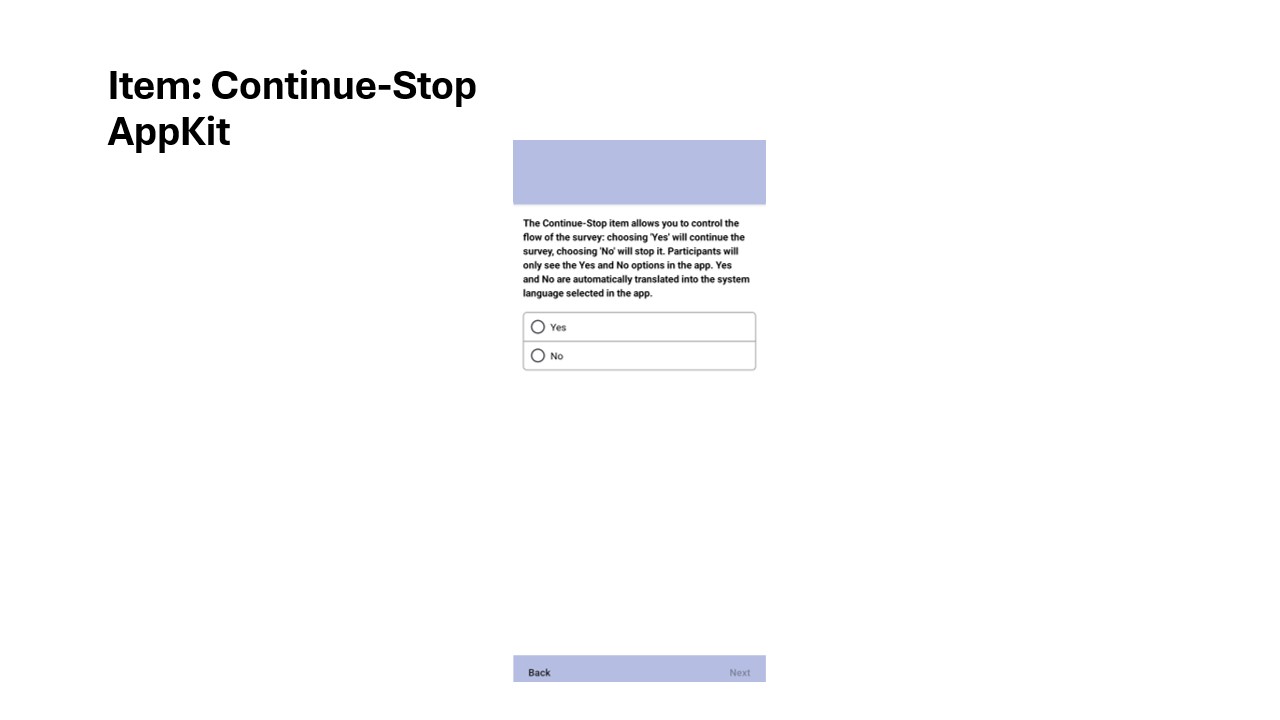 Item: Continue-Stop
AppKit
The Continue-Stop item allows you to control the
flow of the survey: choosing 'Yes' will continue the
survey, choosing 'No' will stop it. Participants will
only see the Yes and No options in the app. Yes
and No are automatically translated into the system
language selected in the app.
Yes
No
Back
Next